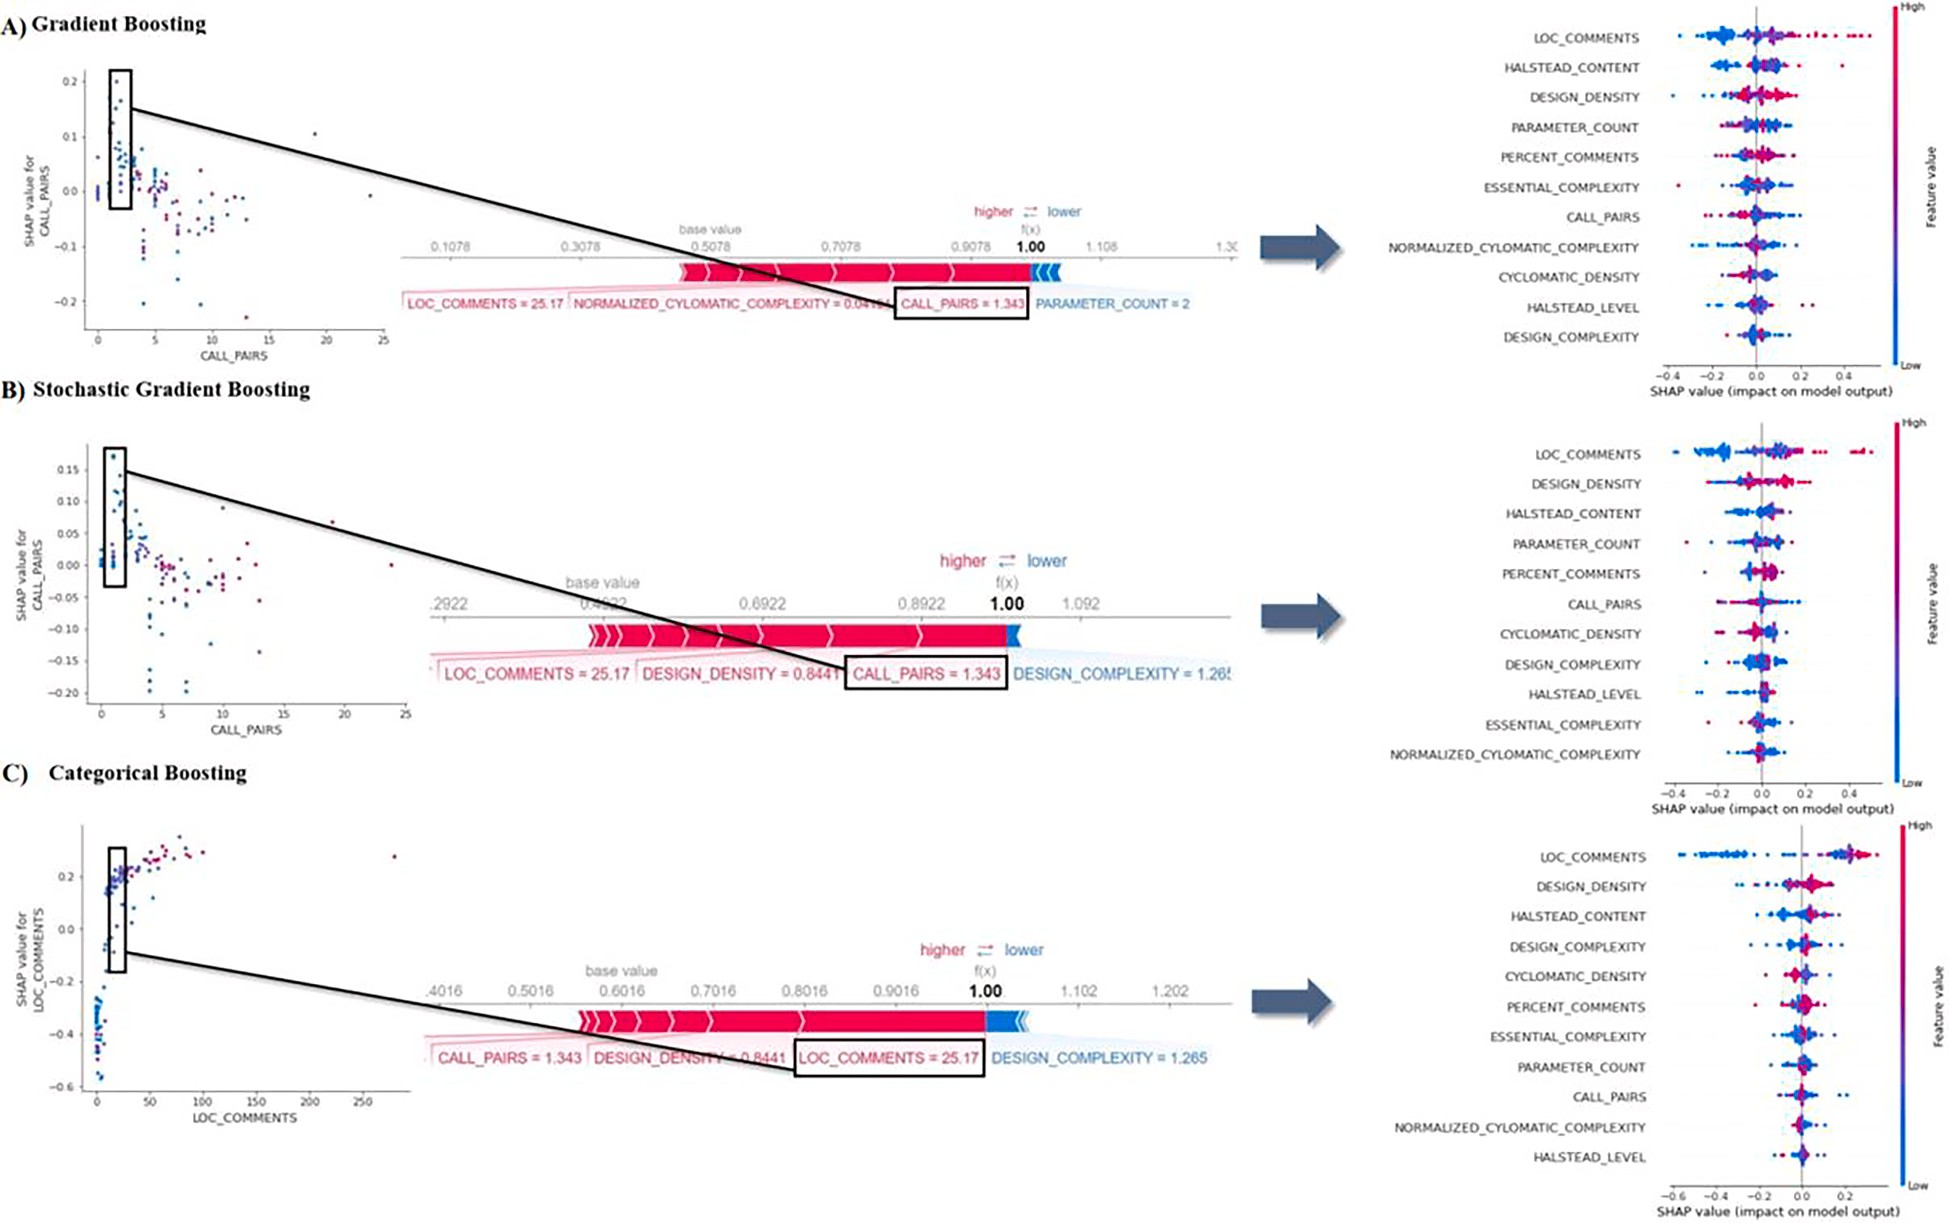 A) Gradient Boosting
0.2
0.1
0.0
−0.1
−0.2
SHAP value for
CALL_PAIRS
0 5 10 15 20 25
CALL_PAIRS
higher ⇄ lower
base value f(x)
0.1078 0.3078 0.5078 0.7078 0.9078 1.00 1.108
LOC_COMMENTS = 25.17 NORMALIZED_CYLOMATIC_COMPLEXITY = CALL_PAIRS = 1.343 PARAMETER_COUNT = 2
High
LOC_COMMENTS
HALSTEAD_CONTENT
DESIGN_DENSITY
PARAMETER_COUNT
PERCENT_COMMENTS
ESSENTIAL_COMPLEXITY
CALL_PAIRS
NORMALIZED_CYLOMATIC_COMPLEXITY
CYCLOMATIC_DENSITY
HALSTEAD_LEVEL
DESIGN_COMPLEXITY
Low
Feature value
−0.4 −0.2 0.0 0.2 0.4
SHAP value (impact on model output)
B) Stochastic Gradient Boosting
0.15
0.10
0.05
0.00
−0.05
−0.10
−0.15
−0.20
SHAP value for
CALL_PAIRS
0 5 10 15 20 25
CALL_PAIRS
higher ⇄ lower
base value f(x)
.2922 0.4922 0.6922 0.8922 1.00 1.092
LOC_COMMENTS = 25.17 DESIGN_DENSITY = 0.8441 CALL_PAIRS = 1.343 DESIGN_COMPLEXITY = 1.265
High
LOC_COMMENTS
DESIGN_DENSITY
HALSTEAD_CONTENT
PARAMETER_COUNT
PERCENT_COMMENTS
CALL_PAIRS
CYCLOMATIC_DENSITY
DESIGN_COMPLEXITY
HALSTEAD_LEVEL
ESSENTIAL_COMPLEXITY
NORMALIZED_CYLOMATIC_COMPLEXITY
Low
Feature value
−0.4 −0.2 0.0 0.2 0.4
SHAP value (impact on model output)
C) Categorical Boosting
0.2
0.0
−0.2
−0.4
−0.6
SHAP value for
LOC_COMMENTS
0 50 100 150 200 250
LOC_COMMENTS
higher ⇄ lower
base value f(x)
.4016 0.5016 0.6016 0.7016 0.8016 0.9016 1.00 1.102 1.202
CALL_PAIRS = 1.343 DESIGN_DENSITY = 0.8441 LOC_COMMENTS = 25.17 DESIGN_COMPLEXITY = 1.265
High
LOC_COMMENTS
DESIGN_DENSITY
HALSTEAD_CONTENT
DESIGN_COMPLEXITY
CYCLOMATIC_DENSITY
PERCENT_COMMENTS
ESSENTIAL_COMPLEXITY
PARAMETER_COUNT
CALL_PAIRS
NORMALIZED_CYLOMATIC_COMPLEXITY
HALSTEAD_LEVEL
Low
Feature value
−0.6 −0.4 −0.2 0.0 0.2
SHAP value (impact on model output)